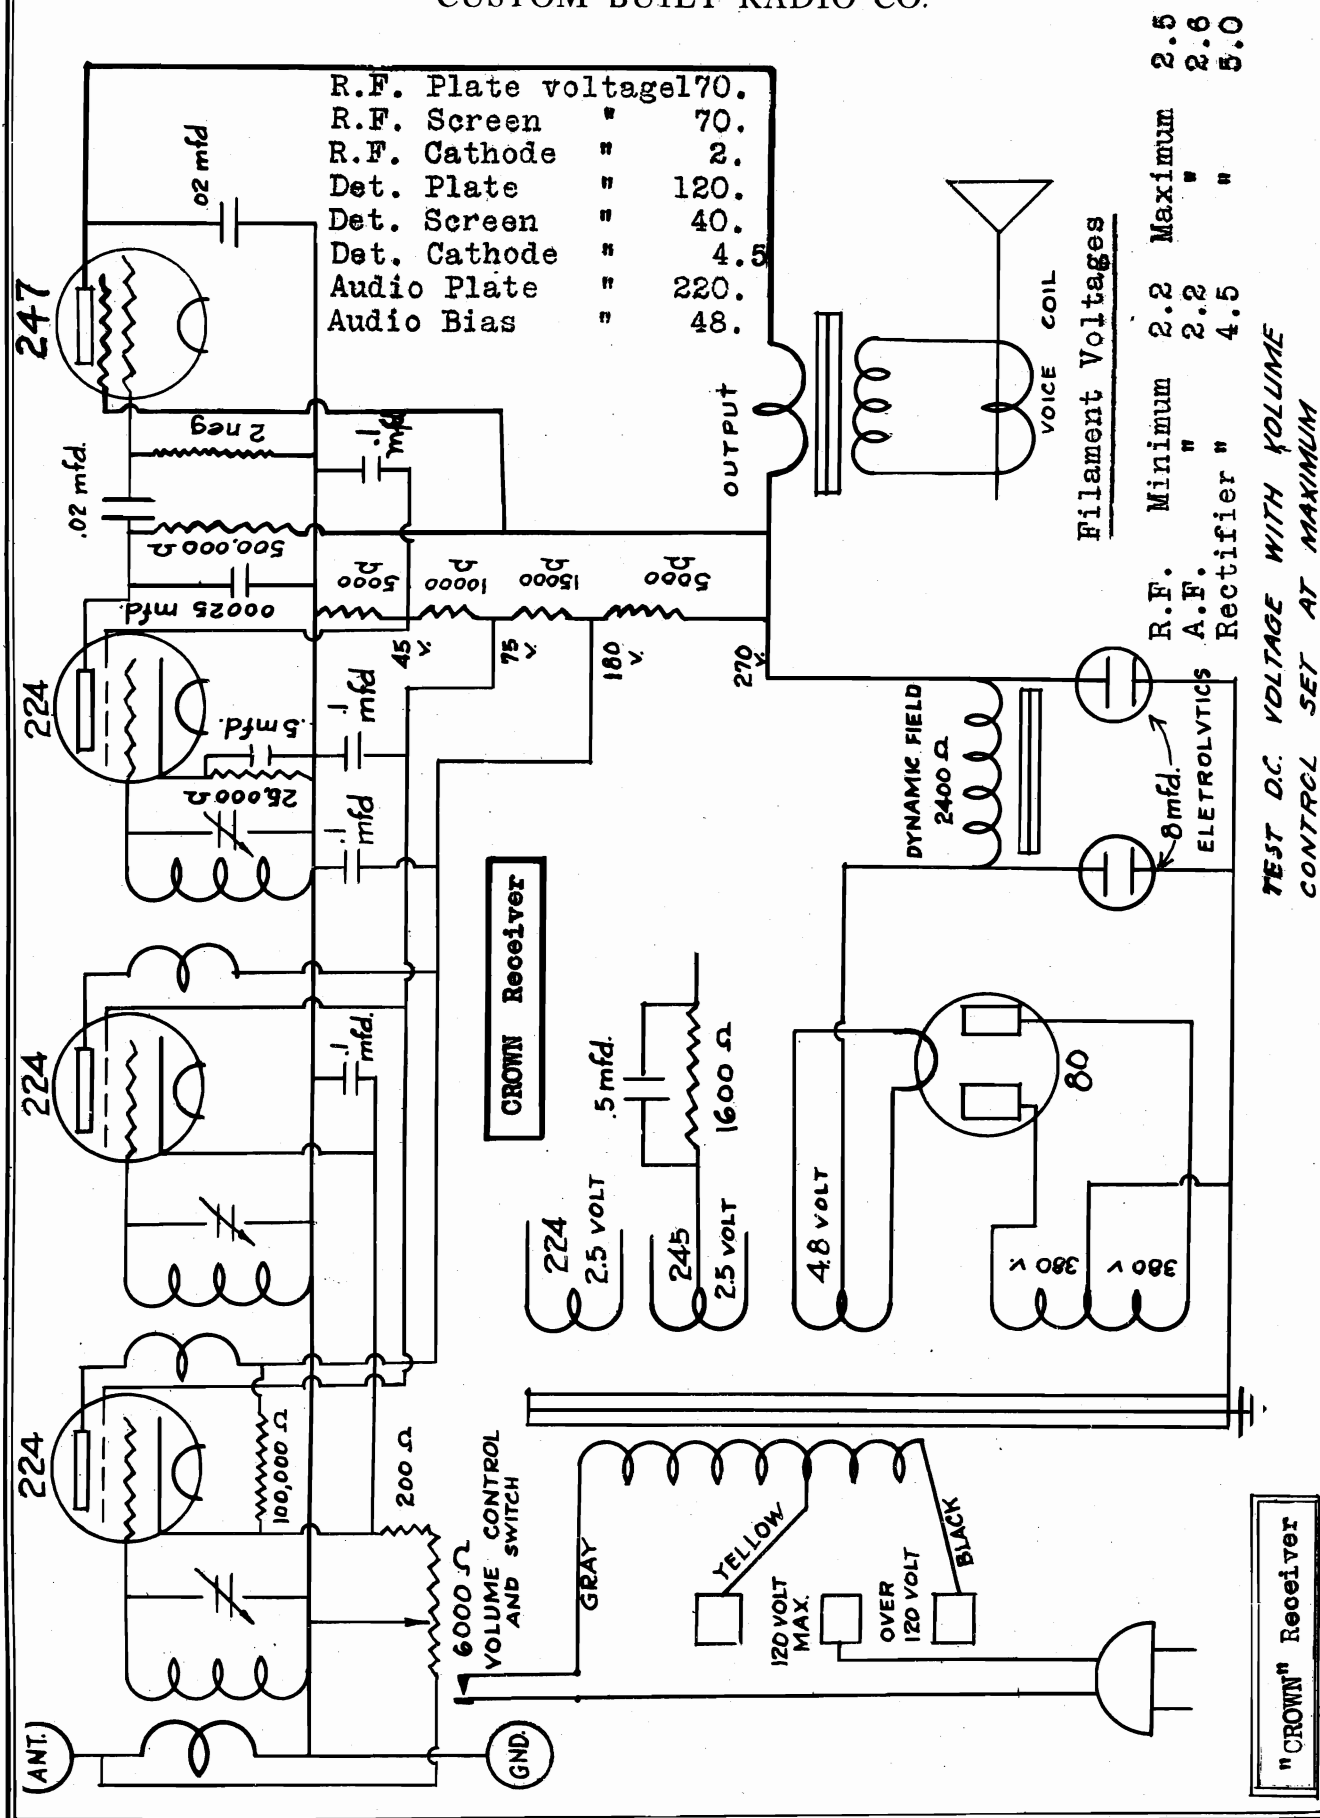 CUSTOM BUILT RADIO CO.
R.F. Plate voltage170.
R.F. Screen " 70.
R.F. Cathode " 2.
Det. Plate " 120.
Det. Screen " 40.
Det. Cathode " 4.5
Audio Plate " 220.
Audio Bias " 48.
247
.02 mfd
2 neg
.02 mfd.
500,000 Ω
.1 mfd
00025 mfd.
224
.5 mfd.
25,000 Ω
.1 mfd
.1 mfd
5000 Ω
10000 Ω
15000 Ω
5000 Ω
45 v.
75 v.
180 v.
270 v.
OUTPUT
VOICE COIL
224
.1 mfd.
224
100,000 Ω
200 Ω
6000 Ω
VOLUME CONTROL
AND SWITCH
ANT.
GND.
CROWN Receiver
.5 mfd.
1600 Ω
224
2.5 VOLT
245
2.5 VOLT
4.8 VOLT
80
380 V
380 V
DYNAMIC FIELD
2400 Ω
8 mfd.
ELETROLVTICS
GRAY
YELLOW
BLACK
120 VOLT
MAX.
OVER
120 VOLT
Filament Voltages
R.F. Minimum 2.2 Maximum 2.5
A.F. " 2.2 " 2.6
Rectifier " 4.5 " 5.0
TEST D.C. VOLTAGE WITH VOLUME
CONTROL SET AT MAXIMUM
"CROWN" Receiver